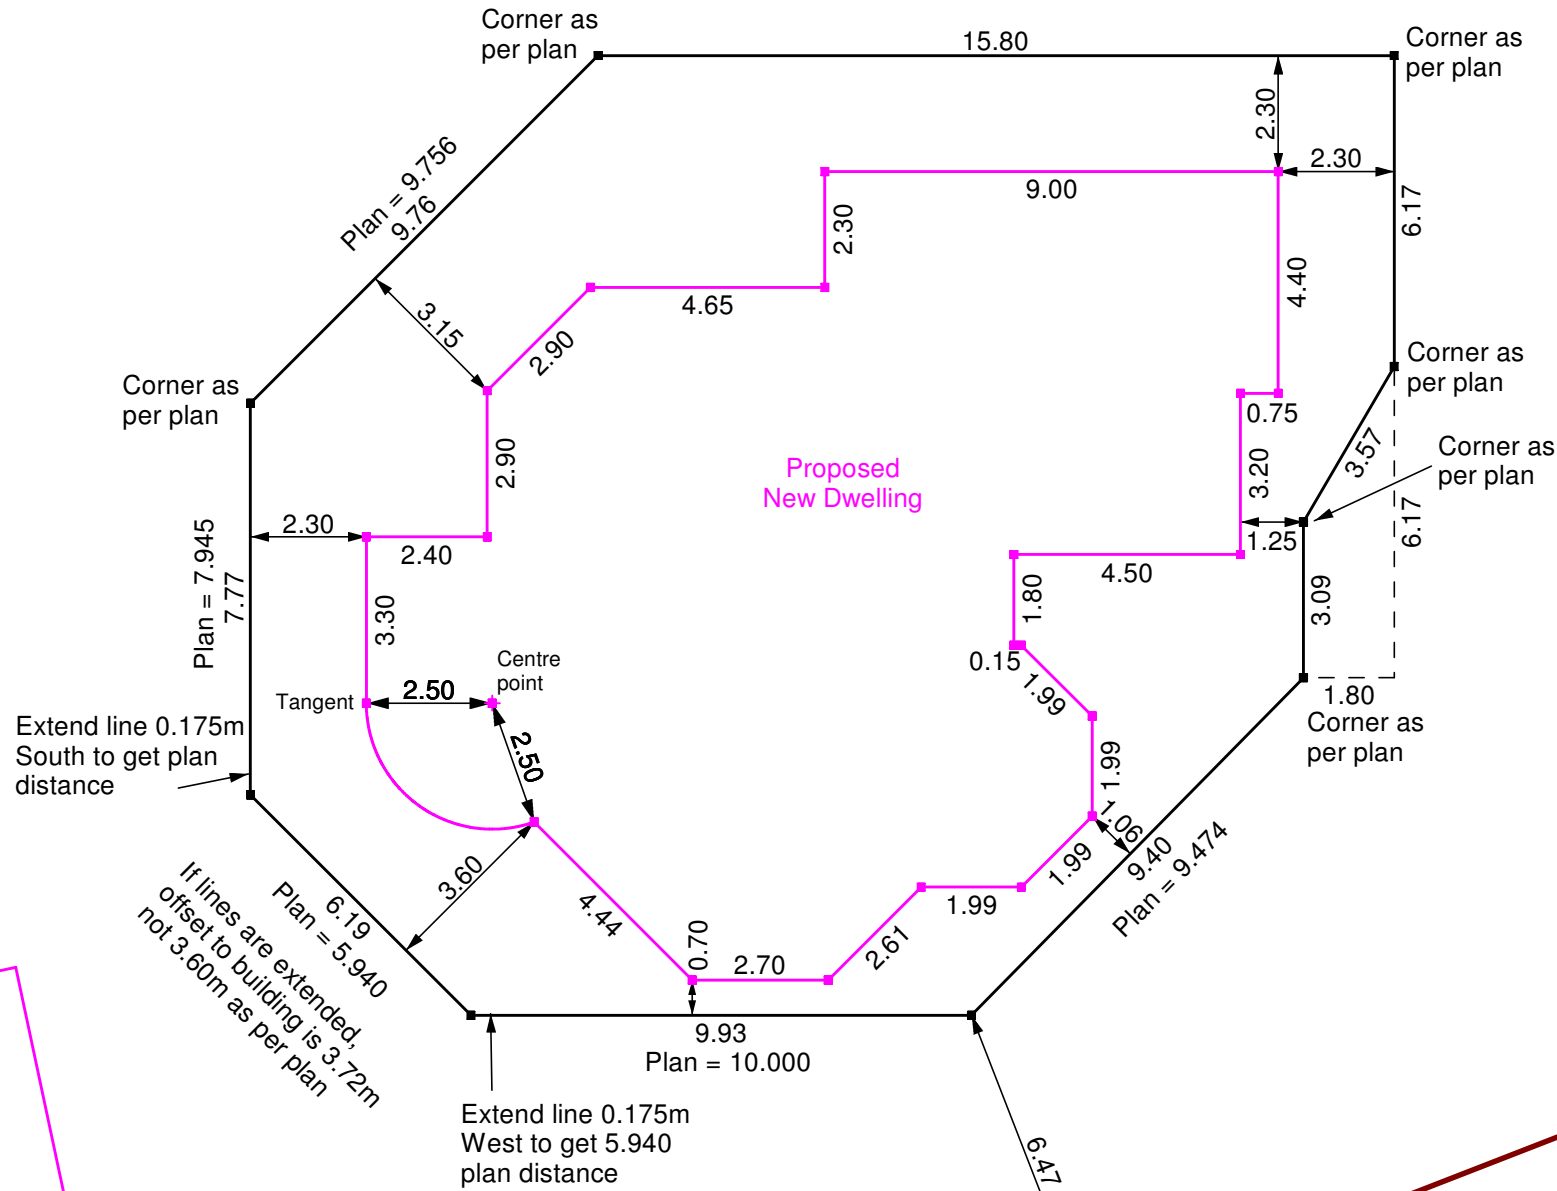 Corner as
per plan
15.80
Corner as
per plan
2.30
2.30
9.00
6.17
Plan = 9.756
9.76
2.30
4.40
3.15
4.65
2.90
Corner as
per plan
Corner as
per plan
0.75
3.57
Corner as
per plan
2.90
Proposed
New Dwelling
3.20
6.17
2.30
2.40
1.25
4.50
Plan = 7.945
7.77
3.30
1.80
3.09
0.15
Centre
point
Tangent
2.50
1.99
1.80
Corner as
per plan
Extend line 0.175m
South to get plan
distance
2.50
1.99
1.06
9.40
Plan = 9.474
3.60
1.99
1.99
6.19
Plan = 5.940
If lines are extended,
offset to building is 3.72m
not 3.60m as per plan
4.44
0.70
2.70
2.61
9.93
Plan = 10.000
Extend line 0.175m
West to get 5.940
plan distance
6.47